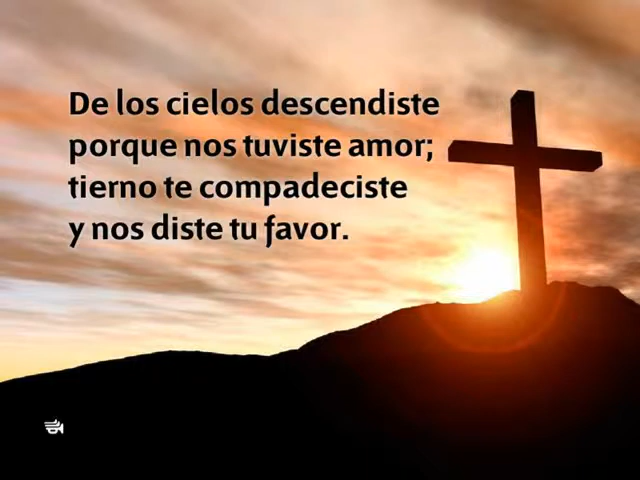 De los cielos descendiste
porque nos tuviste amor;
tierno te compadeciste
y nos diste tu favor.